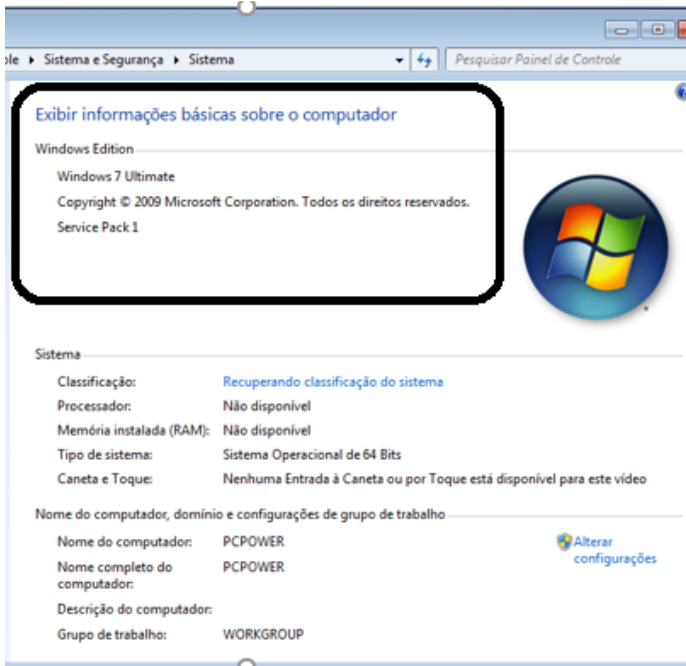 ole ▸ Sistema e Segurança ▸ Sistema
Pesquisar Painel de Controle
Exibir informações básicas sobre o computador
Windows Edition
Windows 7 Ultimate
Copyright © 2009 Microsoft Corporation. Todos os direitos reservados.
Service Pack 1
Sistema
Classificação: Recuperando classificação do sistema
Processador: Não disponível
Memória instalada (RAM): Não disponível
Tipo de sistema: Sistema Operacional de 64 Bits
Caneta e Toque: Nenhuma Entrada à Caneta ou por Toque está disponível para este vídeo
Nome do computador, domínio e configurações de grupo de trabalho
Nome do computador: PCPOWER
Alterar
configurações
Nome completo do
computador: PCPOWER
Descrição do computador:
Grupo de trabalho: WORKGROUP